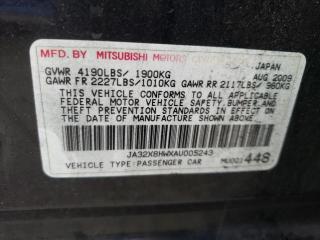 MFD. BY MITSUBISHI MOTORS
JAPAN
GVWR 4190LBS/ 1900KG AUG 2009
GAWR FR 2227LBS/1010KG GAWR RR 2117LBS/ 960KG
THIS VEHICLE CONFORMS TO ALL APPLICABLE
FEDERAL MOTOR VEHICLE SAFETY, BUMPER, AND
THEFT PREVENTION STANDARDS IN EFFECT ON
THE DATE OF MANUFACTURE SHOWN ABOVE.
JA32X8HWXAU005243
VEHICLE TYPE:PASSENGER CAR
448